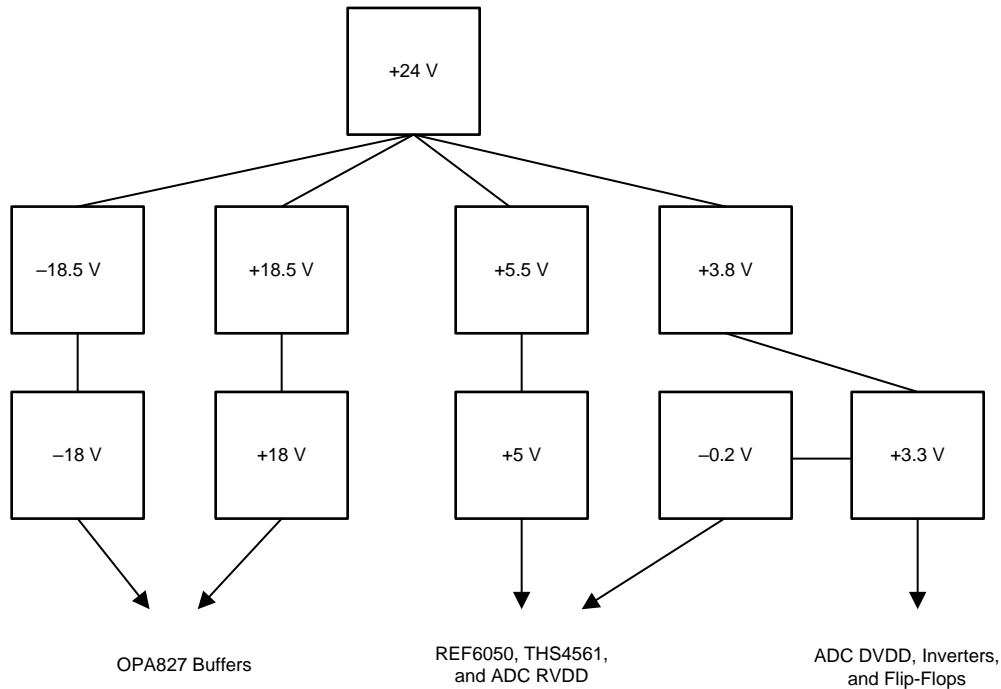 +24 V
–18.5 V
+18.5 V
+5.5 V
+3.8 V
–18 V
+18 V
+5 V
–0.2 V
+3.3 V
OPA827 Buffers
REF6050, THS4561,
and ADC RVDD
ADC DVDD, Inverters,
and Flip-Flops